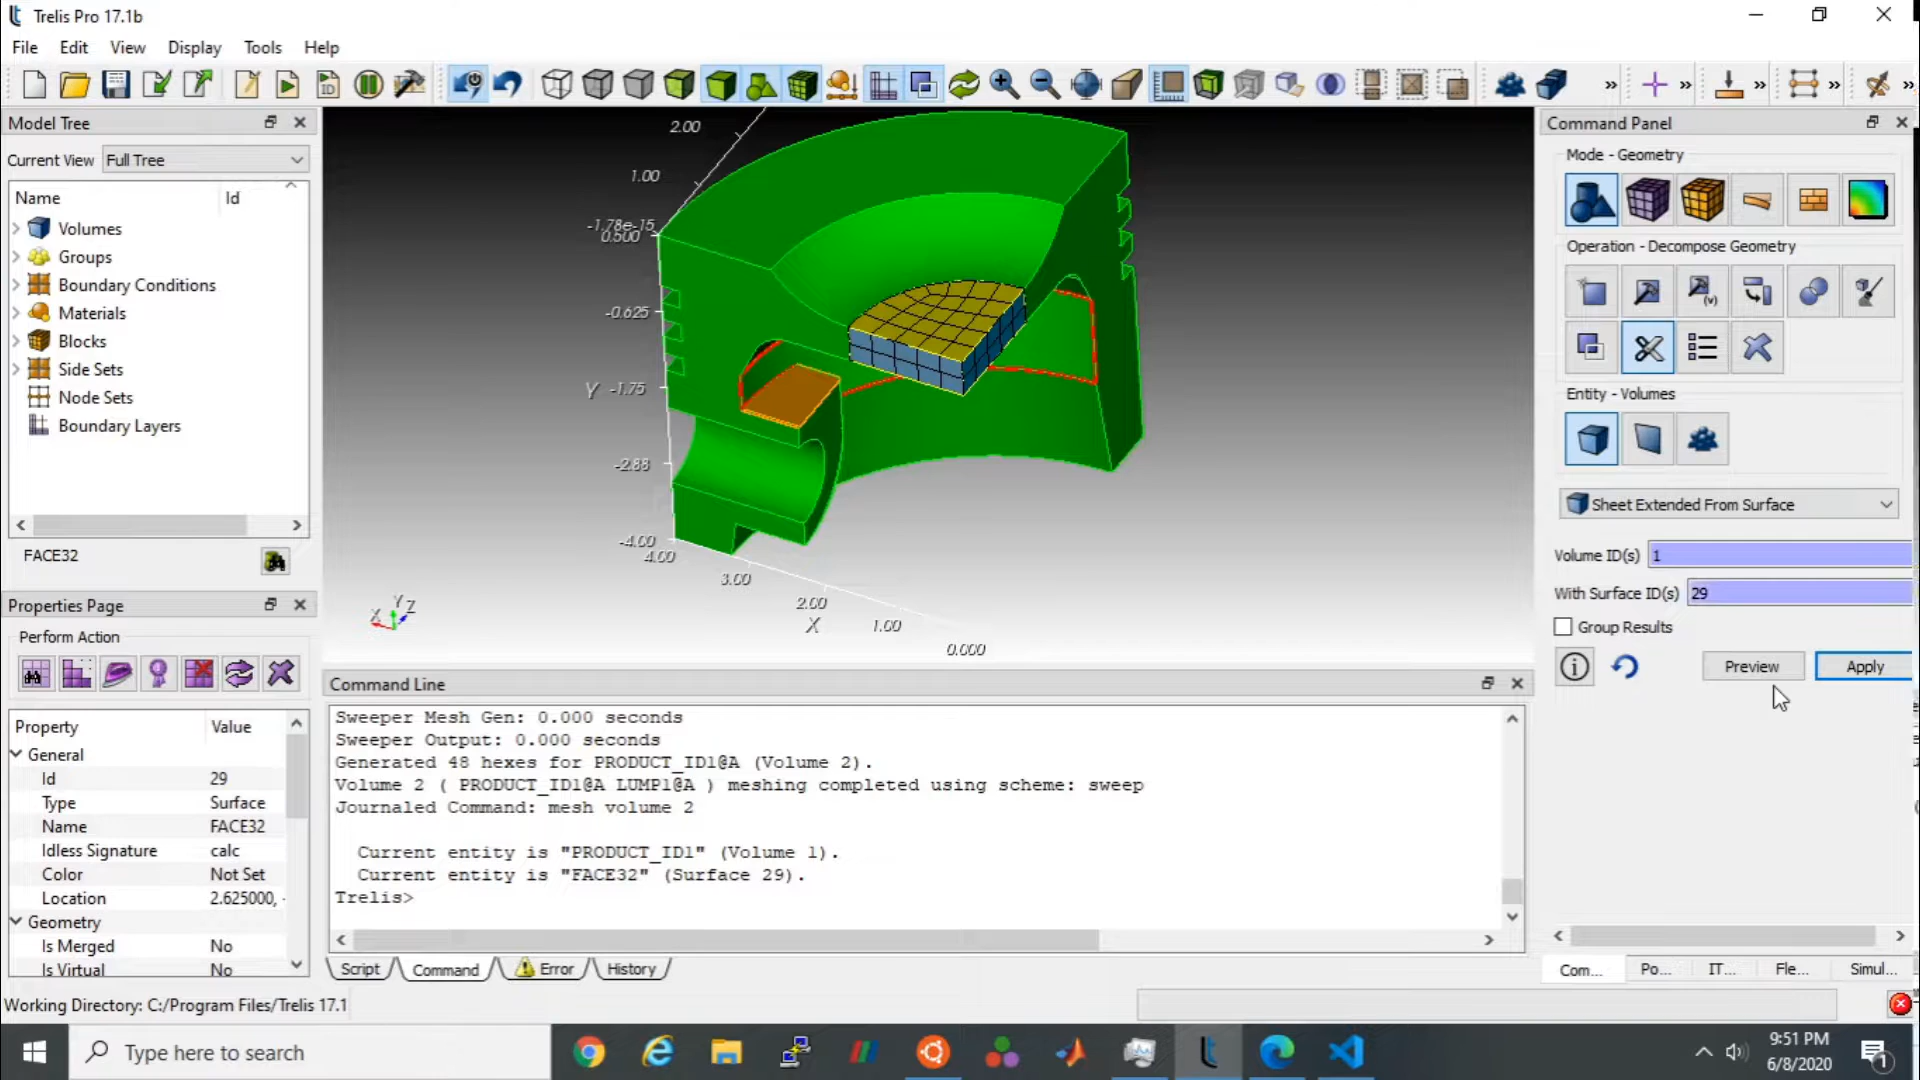 Trelis Pro 17.1b
File Edit View Display Tools Help
Model Tree
Current View Full Tree
Name Id
Volumes
Groups
Boundary Conditions
Materials
Blocks
Side Sets
Node Sets
Boundary Layers
FACE32
Properties Page
Perform Action
Property Value
General
Id 29
Type Surface
Name FACE32
Idless Signature calc
Color Not Set
Location 2.625000, -
Geometry
Is Merged No
Is Virtual No
2.00
1.00
-1.78e-15
0.500
-0.625
Y -1.75
-2.88
-4.00
4.00
3.00
2.00
X
1.00
0.000
X Y Z
Command Line
Sweeper Mesh Gen: 0.000 seconds
Sweeper Output: 0.000 seconds
Generated 48 hexes for PRODUCT_ID1@A (Volume 2).
Volume 2 ( PRODUCT_ID1@A LUMP1@A ) meshing completed using scheme: sweep
Journaled Command: mesh volume 2
Current entity is "PRODUCT_ID1" (Volume 1).
Current entity is "FACE32" (Surface 29).
Trelis>
Script Command Error History
Command Panel
Mode - Geometry
Operation - Decompose Geometry
(v)
Entity - Volumes
Sheet Extended From Surface
Volume ID(s) 1
With Surface ID(s) 29
Group Results
Preview Apply
Com... Po... IT... Fle... Simul...
Working Directory: C:/Program Files/Trelis 17.1
Type here to search
9:51 PM
6/8/2020
1